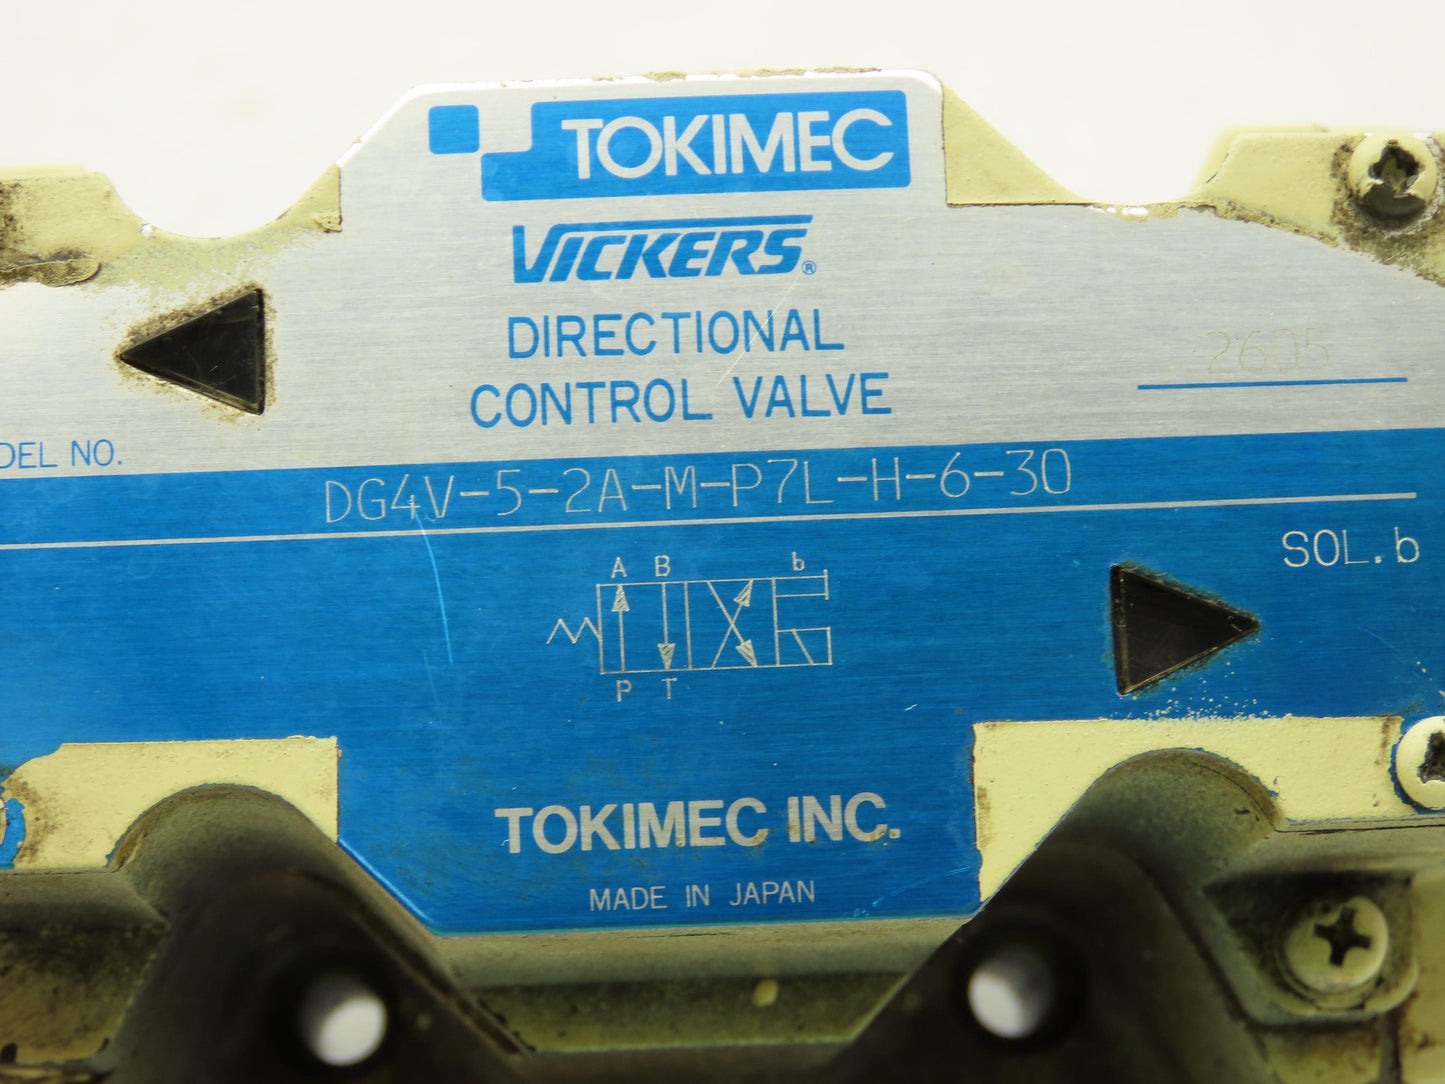 TOKIMEC
VICKERS®
DIRECTIONAL
CONTROL VALVE
2605
DEL NO.
DG4V-5-2A-M-P7L-H-6-30
SOL.b
A B b
P T
TOKIMEC INC.
MADE IN JAPAN